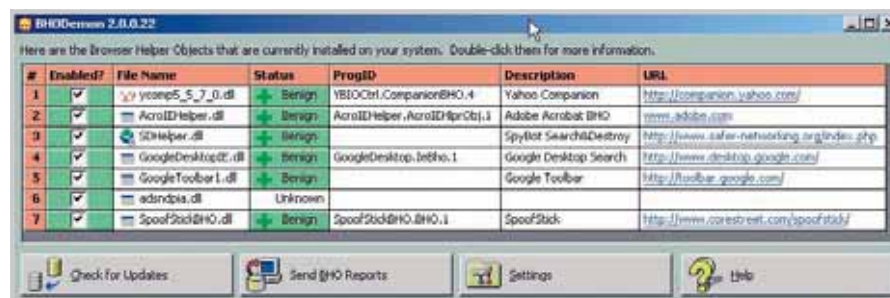 BHODemon 2.0.0.22
Here are the Browser Helper Objects that are currently installed on your system. Double-click them for more information.
# Enabled? File Name Status ProgID Description URL
1 ycomp5_5_7_0.dll Benign YBIOCtrl.CompanionBHO.4 Yahoo Companion http://companion.yahoo.com/
2 AcroIEHelper.dll Benign AcroIEHelper.AcroIEHlprObj.1 Adobe Acrobat BHO www.adobe.com
3 SDHelper.dll Benign SpyBot Search&Destroy http://www.safer-networking.org/index.php
4 GoogleDesktopIE.dll Benign GoogleDesktop.IeBho.1 Google Desktop Search http://www.desktop.google.com/
5 GoogleToolbar1.dll Benign Google Toolbar http://toolbar.google.com/
6 adsndpia.dll Unknown
7 SpoofStickBHO.dll Benign SpoofStickBHO.BHO.1 SpoofStick http://www.corestreet.com/spoofstick/
Check for Updates Send BHO Reports Settings Help